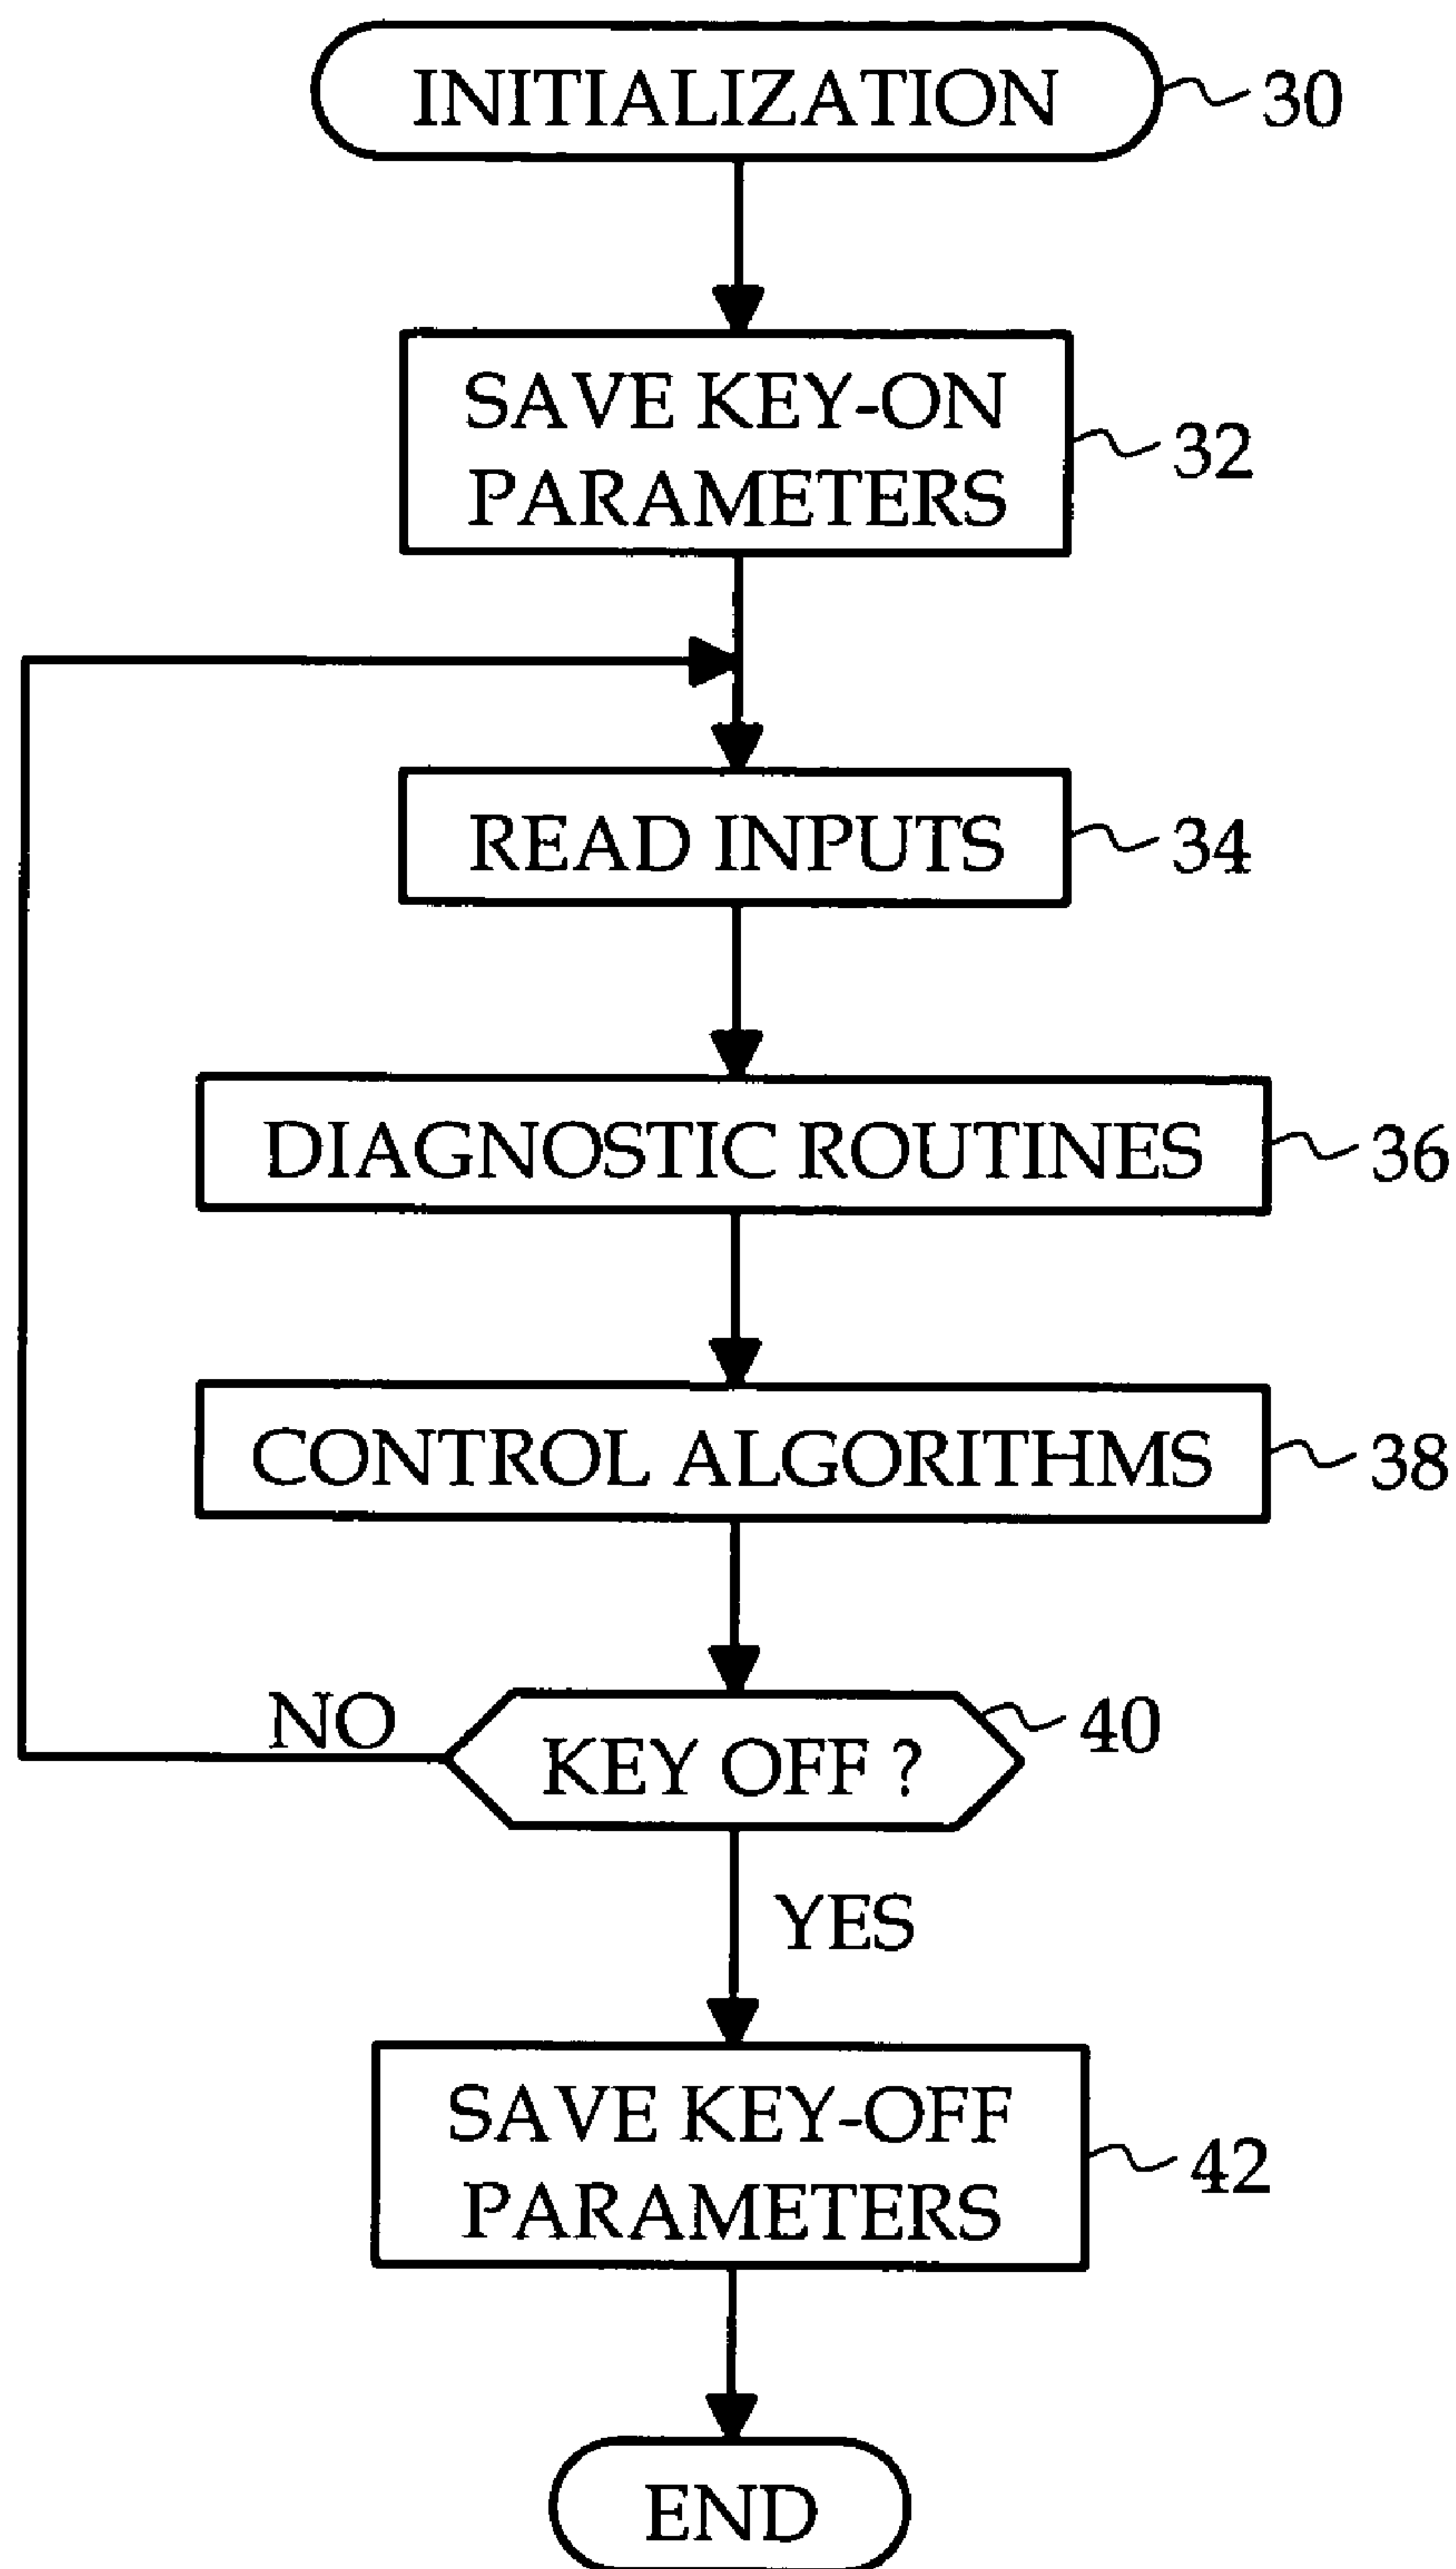 INITIALIZATION
30
SAVE KEY-ON
PARAMETERS
32
READ INPUTS
34
DIAGNOSTIC ROUTINES
36
CONTROL ALGORITHMS
38
NO
KEY OFF ?
40
YES
SAVE KEY-OFF
PARAMETERS
42
END